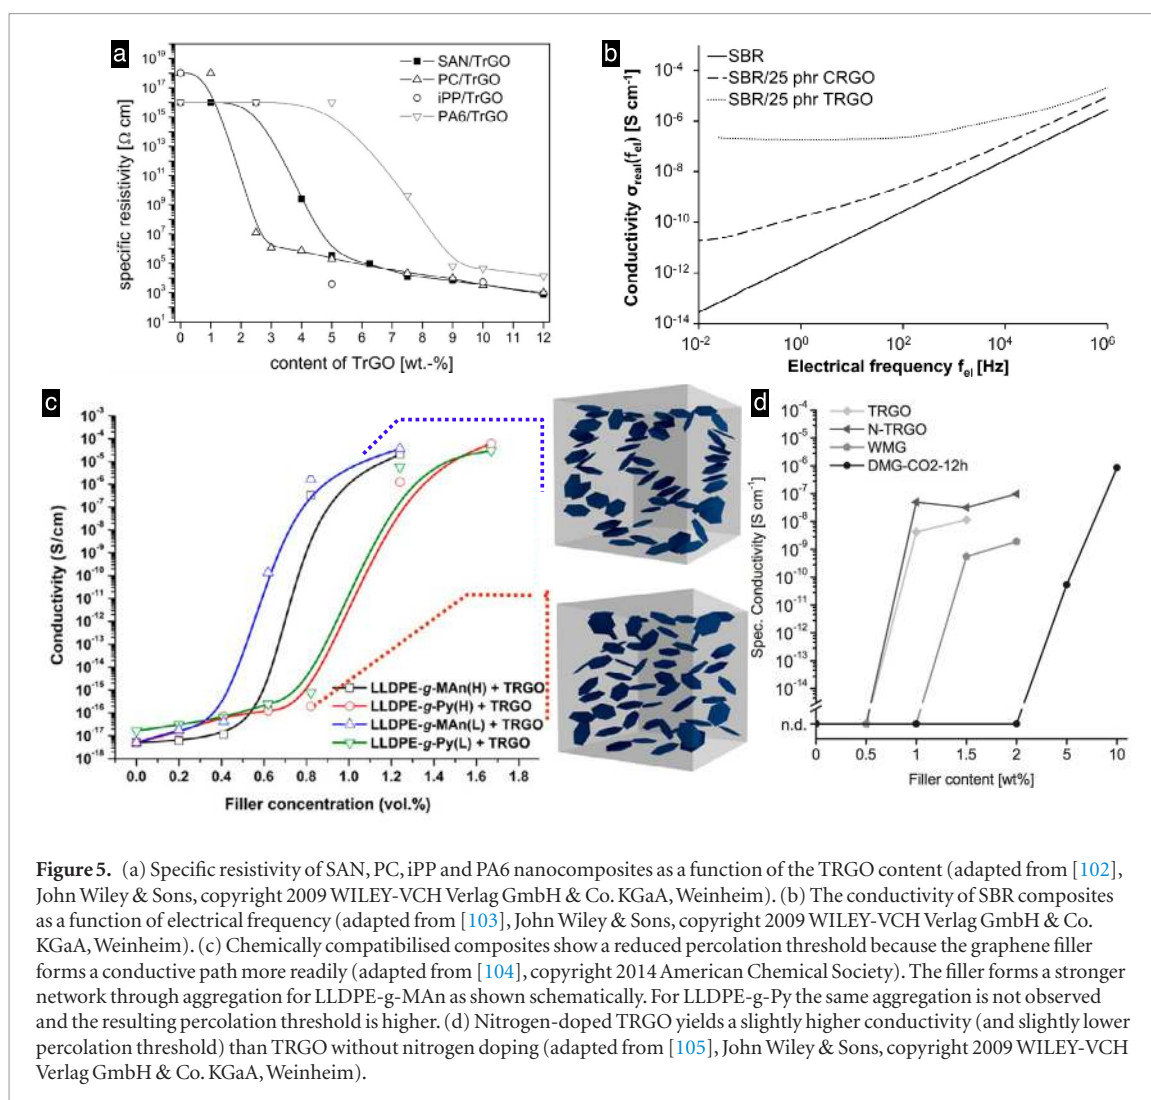 a
10^19
10^17
10^15
10^13
10^11
10^9
10^7
10^5
10^3
10^1
specific resistivity [Ω cm]
SAN/TrGO
PC/TrGO
iPP/TrGO
PA6/TrGO
0 1 2 3 4 5 6 7 8 9 10 11 12
content of TrGO [wt.-%]
b
SBR
SBR/25 phr CRGO
SBR/25 phr TRGO
10^-4
10^-6
10^-8
10^-10
10^-12
10^-14
Conductivity σ_real(f_el) [S cm^-1]
10^-2 10^0 10^2 10^4 10^6
Electrical frequency f_el [Hz]
c
10^-3
10^-4
10^-5
10^-6
10^-7
10^-8
10^-9
10^-10
10^-11
10^-12
10^-13
10^-14
10^-15
10^-16
10^-17
10^-18
Conductivity (S/cm)
LLDPE-g-MAn(H) + TRGO
LLDPE-g-Py(H) + TRGO
LLDPE-g-MAn(L) + TRGO
LLDPE-g-Py(L) + TRGO
0.0 0.2 0.4 0.6 0.8 1.0 1.2 1.4 1.6 1.8
Filler concentration (vol.%)
d
TRGO
N-TRGO
WMG
DMG-CO2-12h
10^-4
10^-5
10^-6
10^-7
10^-8
10^-9
10^-10
10^-11
10^-12
10^-13
10^-14
n.d.
Spec. Conductivity [S cm^-1]
0 0.5 1 1.5 2 5 10
Filler content [wt%]
Figure 5. (a) Specific resistivity of SAN, PC, iPP and PA6 nanocomposites as a function of the TRGO content (adapted from [102],
John Wiley & Sons, copyright 2009 WILEY-VCH Verlag GmbH & Co. KGaA, Weinheim). (b) The conductivity of SBR composites
as a function of electrical frequency (adapted from [103], John Wiley & Sons, copyright 2009 WILEY-VCH Verlag GmbH & Co.
KGaA, Weinheim). (c) Chemically compatibilised composites show a reduced percolation threshold because the graphene filler
forms a conductive path more readily (adapted from [104], copyright 2014 American Chemical Society). The filler forms a stronger
network through aggregation for LLDPE-g-MAn as shown schematically. For LLDPE-g-Py the same aggregation is not observed
and the resulting percolation threshold is higher. (d) Nitrogen-doped TRGO yields a slightly higher conductivity (and slightly lower
percolation threshold) than TRGO without nitrogen doping (adapted from [105], John Wiley & Sons, copyright 2009 WILEY-VCH
Verlag GmbH & Co. KGaA, Weinheim).